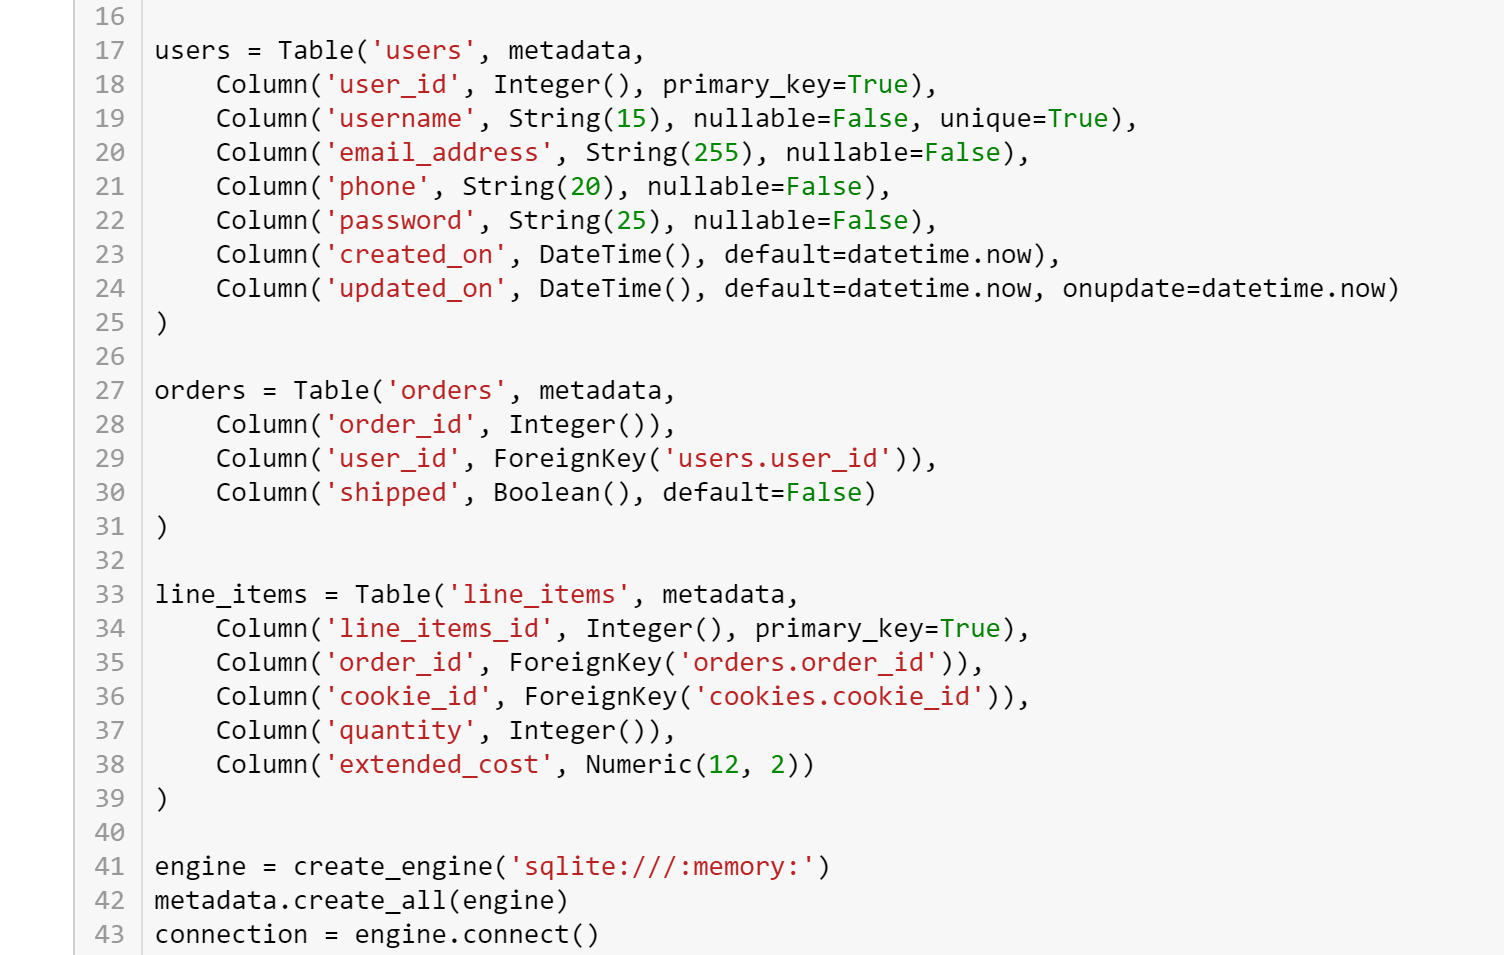 16
17 users = Table('users', metadata,
18     Column('user_id', Integer(), primary_key=True),
19     Column('username', String(15), nullable=False, unique=True),
20     Column('email_address', String(255), nullable=False),
21     Column('phone', String(20), nullable=False),
22     Column('password', String(25), nullable=False),
23     Column('created_on', DateTime(), default=datetime.now),
24     Column('updated_on', DateTime(), default=datetime.now, onupdate=datetime.now)
25 )
26
27 orders = Table('orders', metadata,
28     Column('order_id', Integer()),
29     Column('user_id', ForeignKey('users.user_id')),
30     Column('shipped', Boolean(), default=False)
31 )
32
33 line_items = Table('line_items', metadata,
34     Column('line_items_id', Integer(), primary_key=True),
35     Column('order_id', ForeignKey('orders.order_id')),
36     Column('cookie_id', ForeignKey('cookies.cookie_id')),
37     Column('quantity', Integer()),
38     Column('extended_cost', Numeric(12, 2))
39 )
40
41 engine = create_engine('sqlite:///:memory:')
42 metadata.create_all(engine)
43 connection = engine.connect()